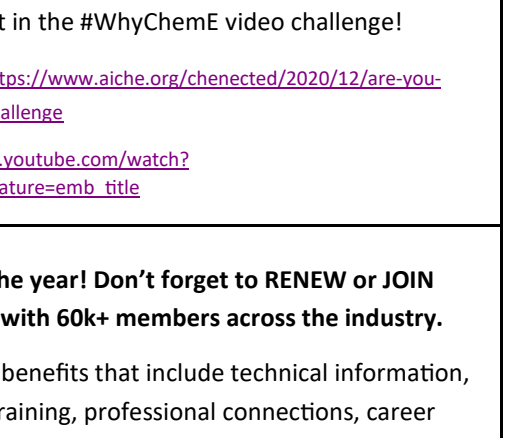 t in the #WhyChemE video challenge!
tps://www.aiche.org/chenected/2020/12/are-you-
allenge
.youtube.com/watch?
ature=emb_title
he year! Don’t forget to RENEW or JOIN
with 60k+ members across the industry.
benefits that include technical information,
raining, professional connections, career